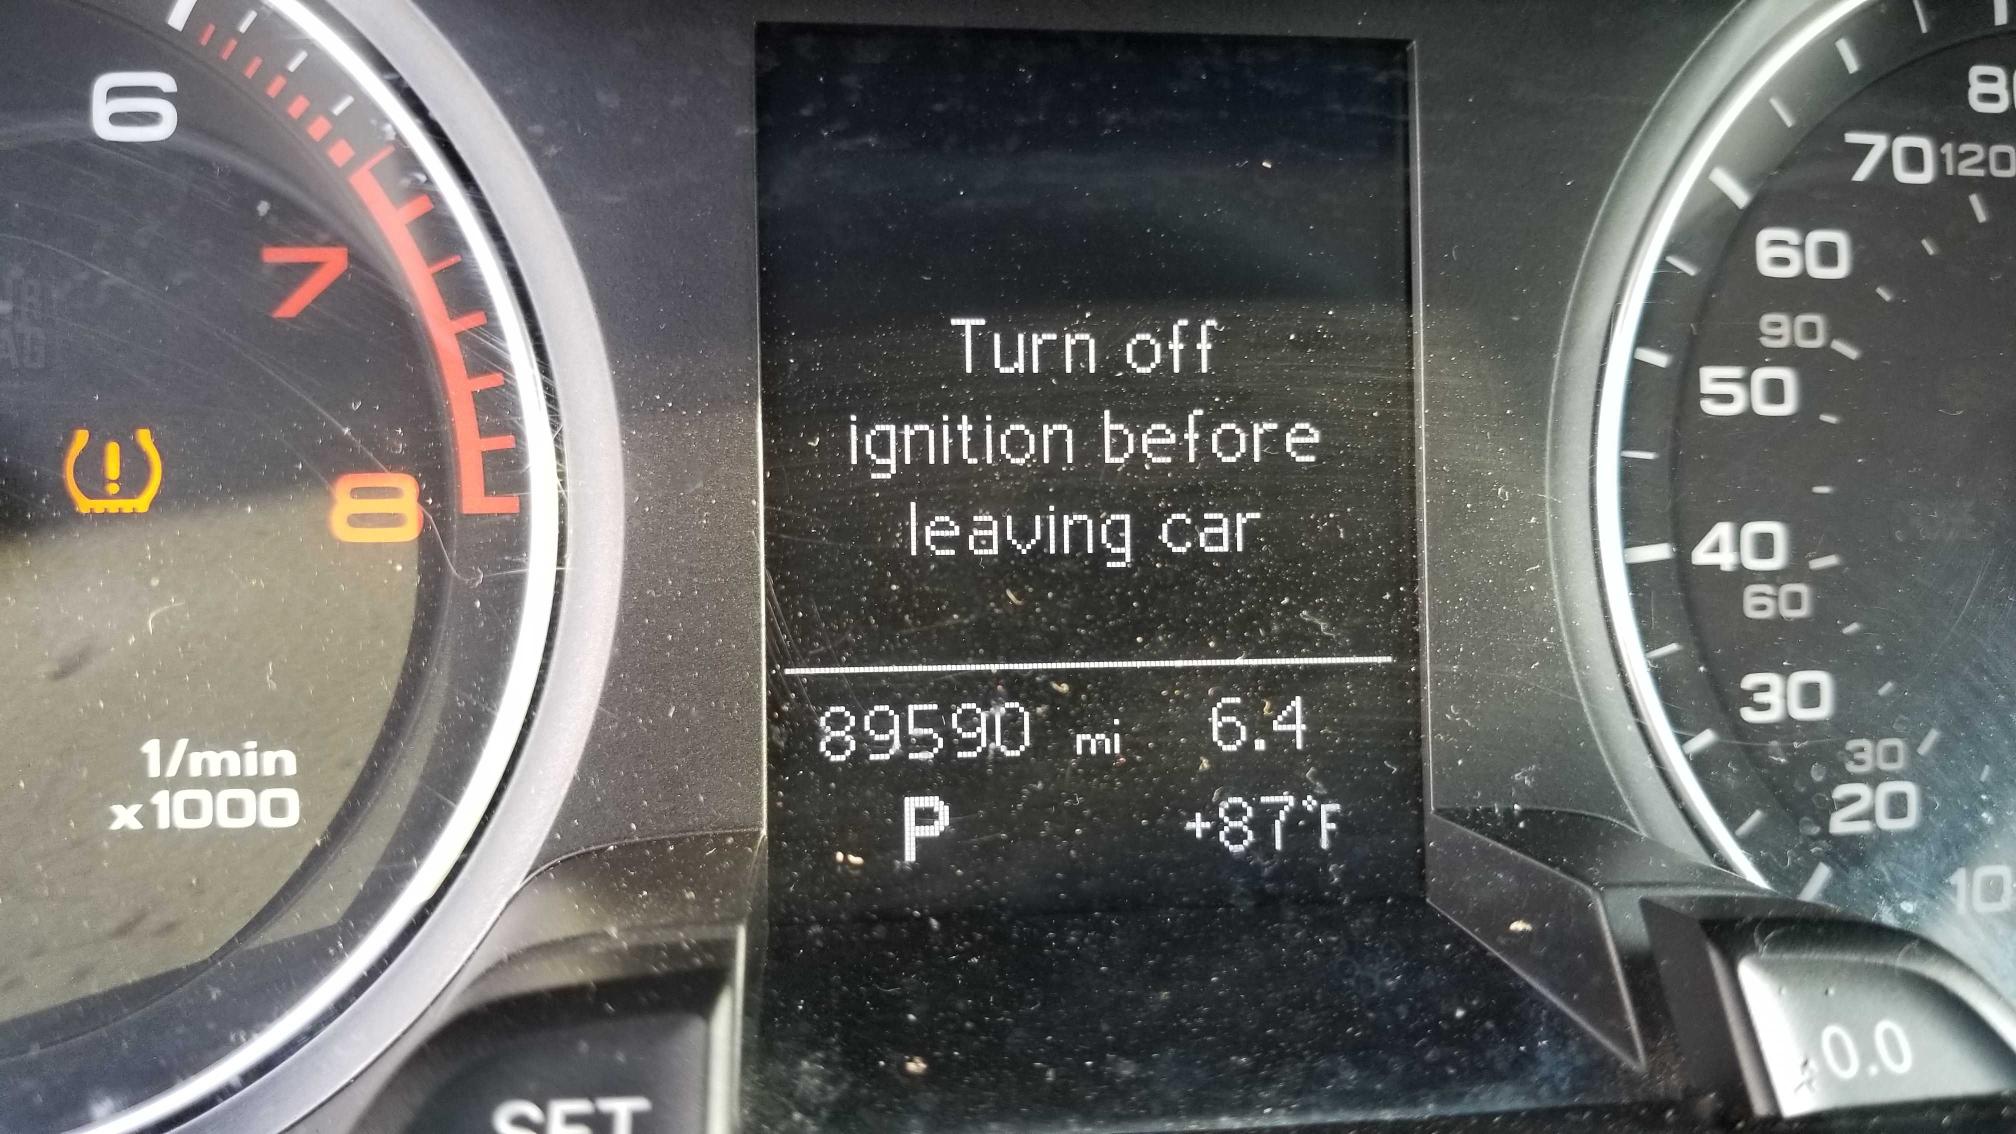 6
7
8
1/min
x1000
Turn off
ignition before
leaving car
89590 mi 6.4
P +87°F
70
120
60
90
50
40
60
30
30
20
10
SET
0.0